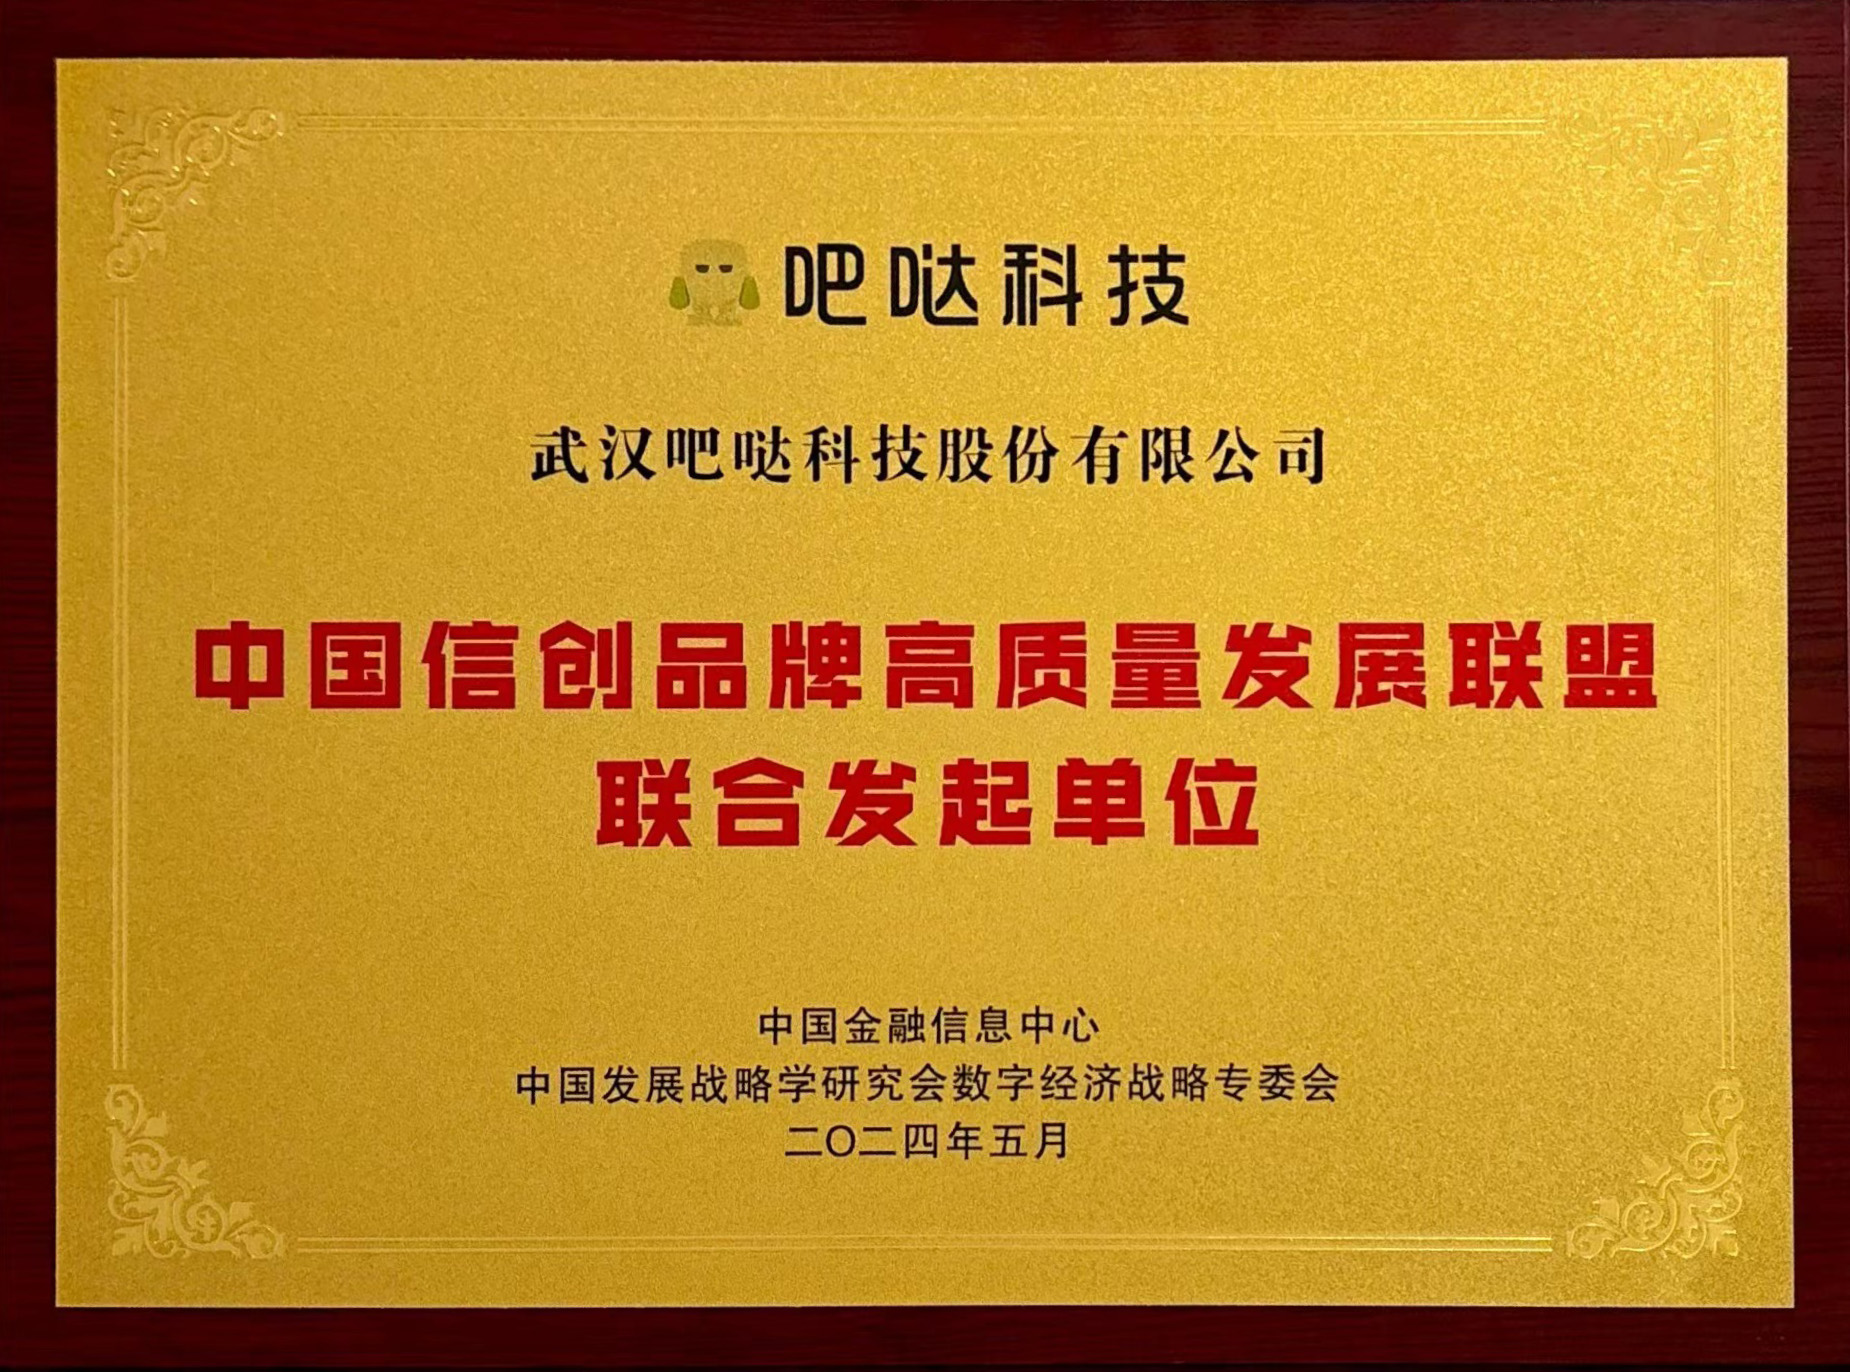 吧哒科技
武汉吧哒科技股份有限公司
中国信创品牌高质量发展联盟
联合发起单位
中国金融信息中心
中国发展战略学研究会数字经济战略专委会
二〇二四年五月